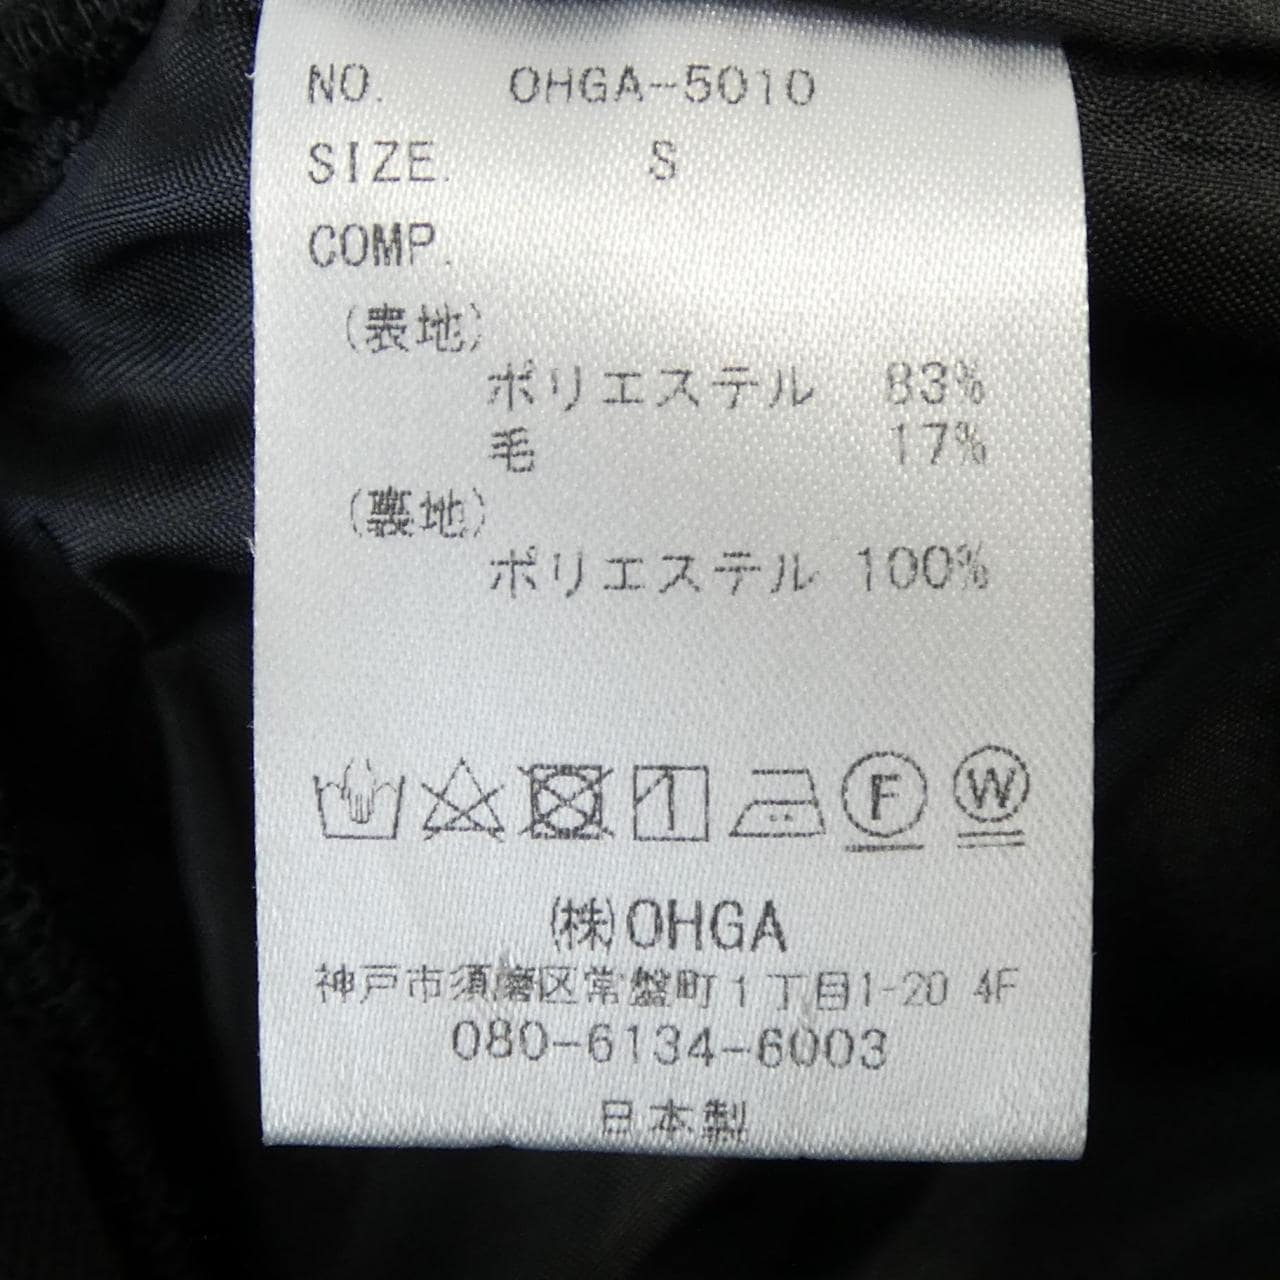 NO. OHGA-5010
SIZE. S
COMP.
(表地)
ポリエステル 83%
毛 17%
(裏地)
ポリエステル 100%
F W
(株)OHGA
神戸市須磨区常盤町1丁目1-20 4F
080-6134-6003
日本製